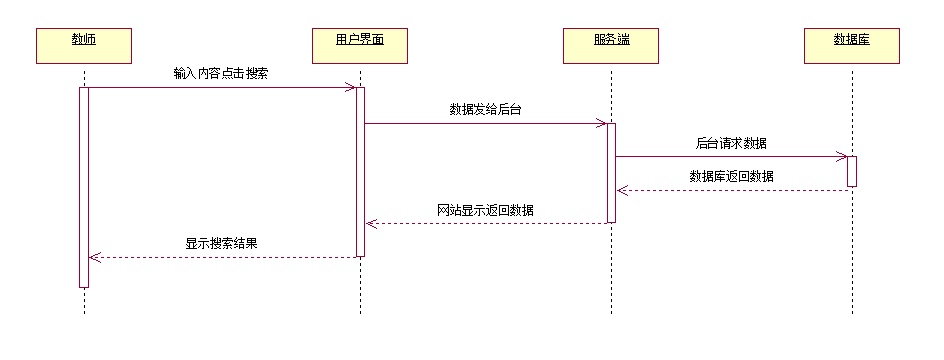 教师
用户界面
服务端
数据库
输入内容点击搜索
数据发给后台
后台请求数据
数据库返回数据
网站显示返回数据
显示搜索结果